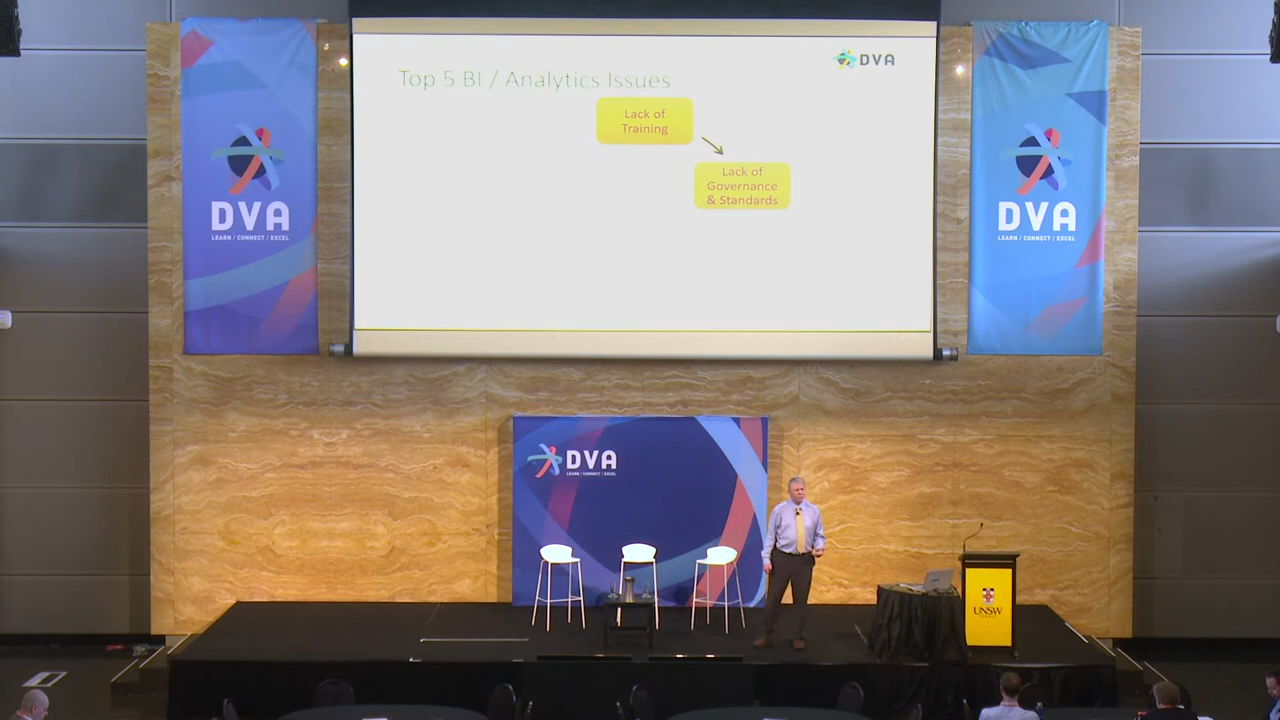 DVA
Top 5 BI / Analytics Issues
Lack of
Training
Lack of
Governance
& Standards
DVA
LEARN / CONNECT / EXCEL
DVA
LEARN / CONNECT / EXCEL
DVA
LEARN / CONNECT / EXCEL
UNSW